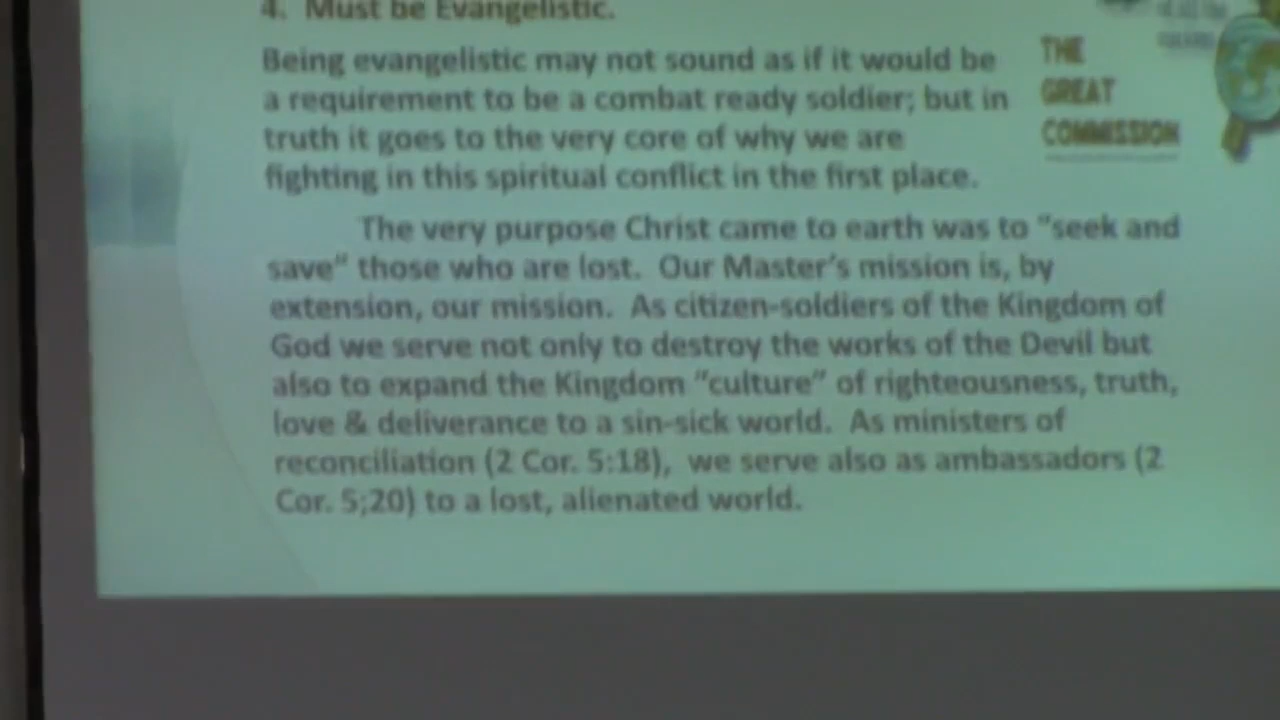 4. Must be Evangelistic.
Being evangelistic may not sound as if it would be
a requirement to be a combat ready soldier; but in
truth it goes to the very core of why we are
fighting in this spiritual conflict in the first place.
The very purpose Christ came to earth was to "seek and
save" those who are lost. Our Master's mission is, by
extension, our mission. As citizen-soldiers of the Kingdom of
God we serve not only to destroy the works of the Devil but
also to expand the Kingdom "culture" of righteousness, truth,
love & deliverance to a sin-sick world. As ministers of
reconciliation (2 Cor. 5:18), we serve also as ambassadors (2
Cor. 5;20) to a lost, alienated world.
THE
GREAT
COMMISSION